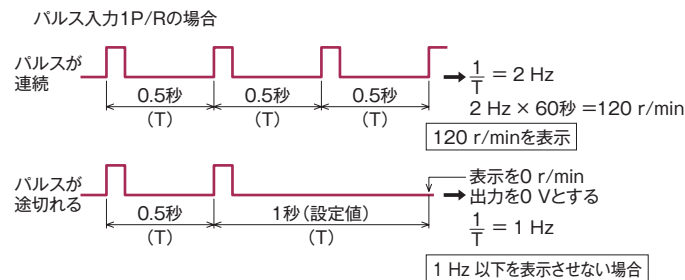 パルス入力1P/Rの場合
パルスが
連続
0.5秒
0.5秒
0.5秒
(T)
(T)
(T)
1/T = 2 Hz
2 Hz × 60秒 =120 r/min
120 r/minを表示
パルスが
途切れる
0.5秒
1秒(設定値)
(T)
(T)
表示を0 r/min
出力を0 Vとする
1/T = 1 Hz
1 Hz 以下を表示させない場合